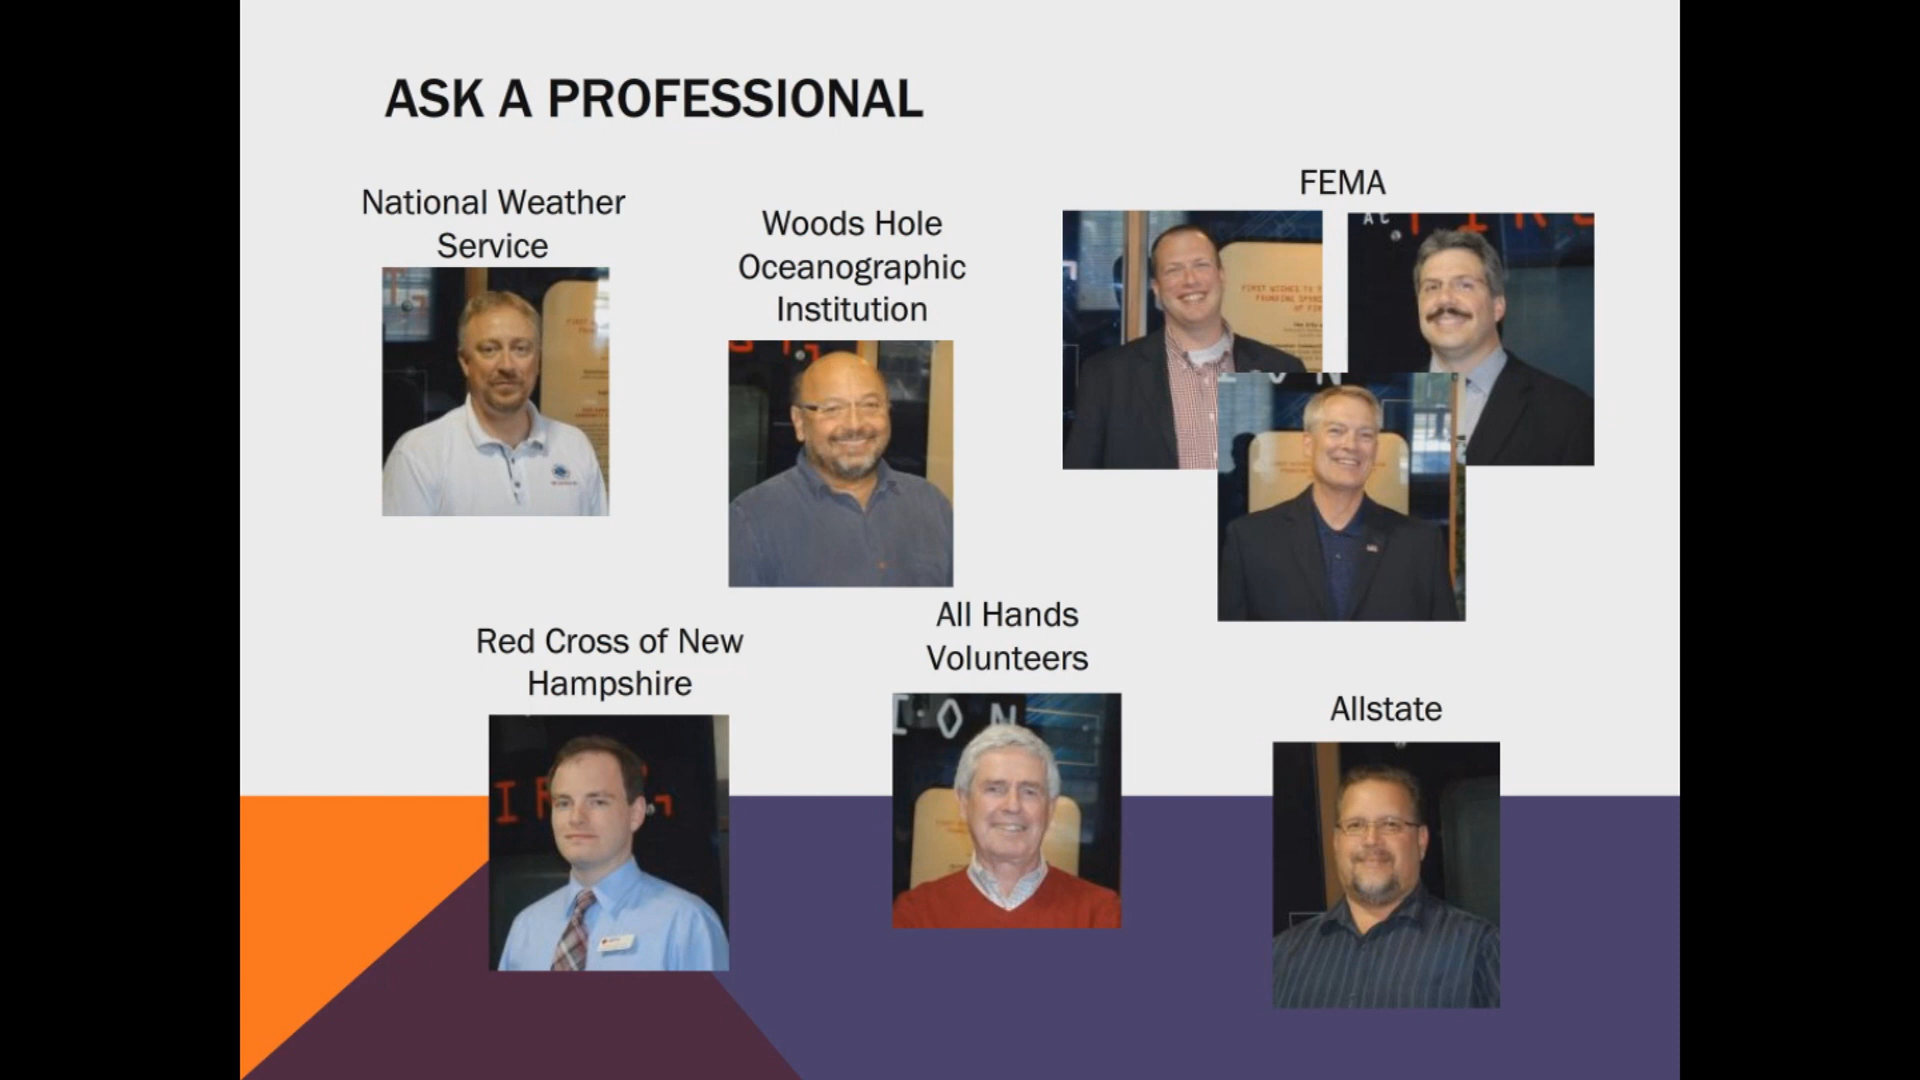 ASK A PROFESSIONAL
National Weather
Service
Woods Hole
Oceanographic
Institution
FEMA
Red Cross of New
Hampshire
All Hands
Volunteers
Allstate